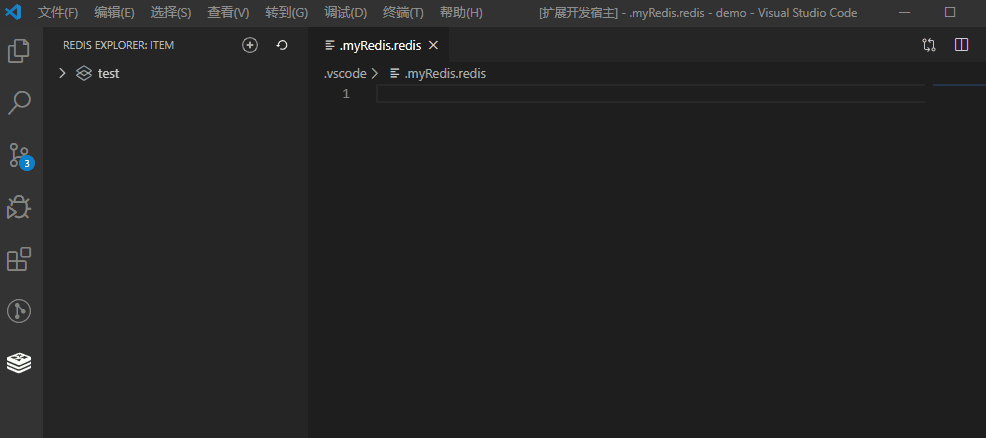 文件(F) 编辑(E) 选择(S) 查看(V) 转到(G) 调试(D) 终端(T) 帮助(H) [扩展开发宿主] - .myRedis.redis - demo - Visual Studio Code
REDIS EXPLORER: ITEM
.myRedis.redis
test
.vscode
.myRedis.redis
1
3